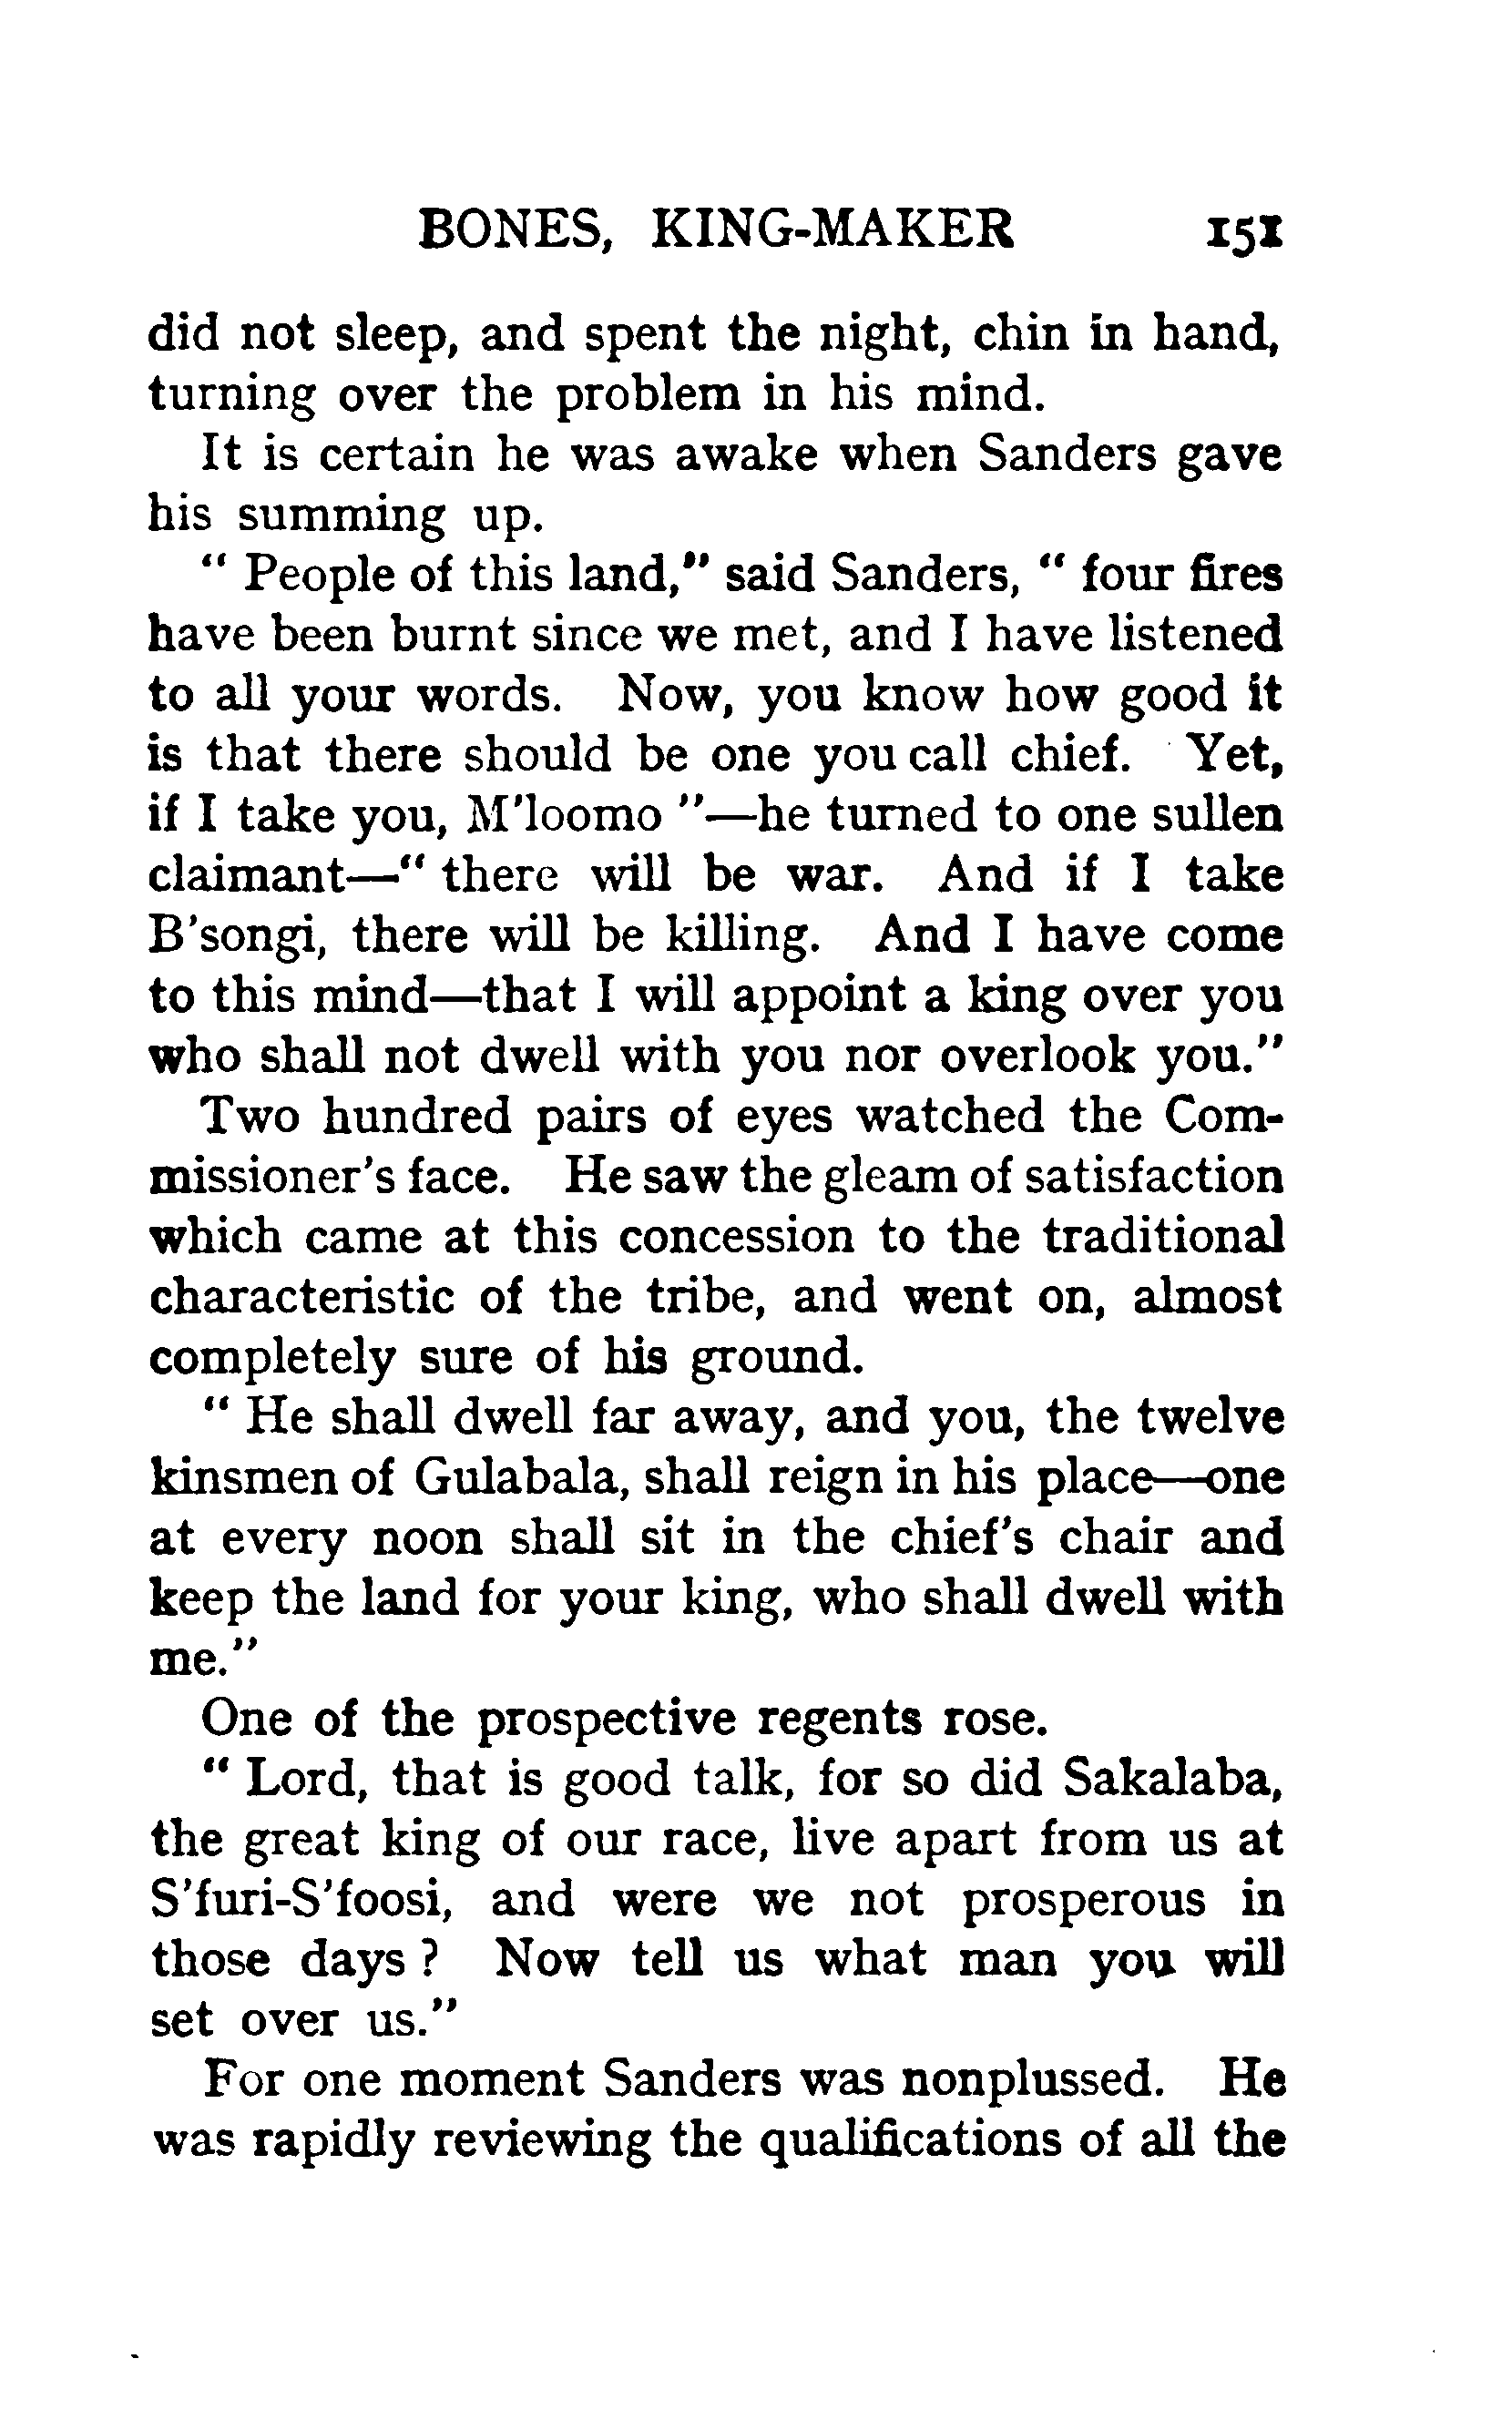 BONES, KING-MAKER 151
did not sleep, and spent the night, chin in hand,
turning over the problem in his mind.
It is certain he was awake when Sanders gave
his summing up.
" People of this land," said Sanders, " four fires
have been burnt since we met, and I have listened
to all your words. Now, you know how good it
is that there should be one you call chief. Yet,
if I take you, M'loomo "—he turned to one sullen
claimant—" there will be war. And if I take
B'songi, there will be killing. And I have come
to this mind—that I will appoint a king over you
who shall not dwell with you nor overlook you."
Two hundred pairs of eyes watched the Com-
missioner's face. He saw the gleam of satisfaction
which came at this concession to the traditional
characteristic of the tribe, and went on, almost
completely sure of his ground.
" He shall dwell far away, and you, the twelve
kinsmen of Gulabala, shall reign in his place—one
at every noon shall sit in the chief's chair and
keep the land for your king, who shall dwell with
me."
One of the prospective regents rose.
" Lord, that is good talk, for so did Sakalaba,
the great king of our race, live apart from us at
S'furi-S'foosi, and were we not prosperous in
those days ? Now tell us what man you will
set over us."
For one moment Sanders was nonplussed. He
was rapidly reviewing the qualifications of all the